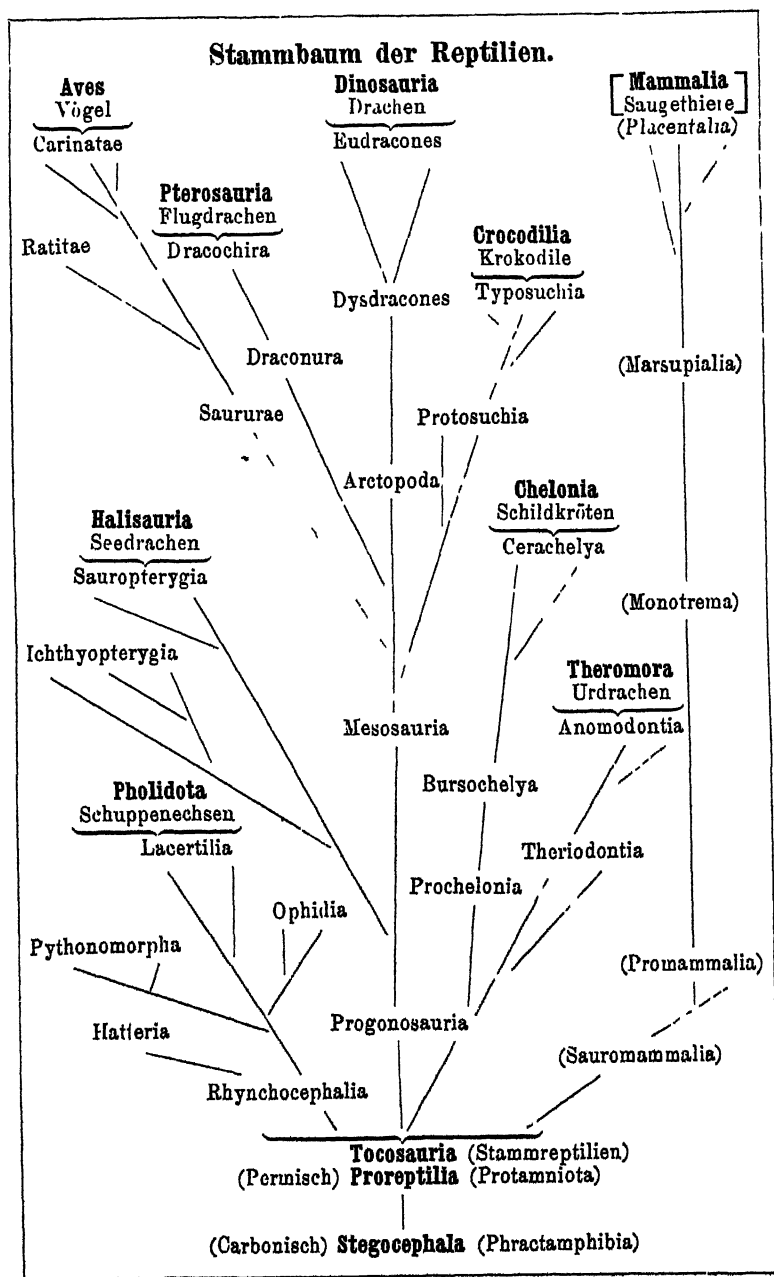 Stammbaum der Reptilien.
Aves
Vögel
Carinatae
Dinosauria
Drachen
Eudracones
Mammalia
Saugethiere
(Placentalia)
Pterosauria
Flugdrachen
Dracochira
Ratitae
Crocodilia
Krokodile
Typosuchia
Dysdracones
Draconura
(Marsupialia)
Saururae
Protosuchia
Arctopoda
Chelonia
Schildkröten
Cerachelya
Halisauria
Seedrachen
Sauropterygia
(Monotrema)
Ichthyopterygia
Theromora
Urdrachen
Anomodontia
Mesosauria
Bursochelya
Pholidota
Schuppenechsen
Lacertilia
Theriodontia
Prochelonia
Ophidia
Pythonomorpha
(Promammalia)
Hatteria
Progonosauria
(Sauromammalia)
Rhynchocephalia
Tocosauria (Stammreptilien)
(Permisch) Proreptilia (Protamniota)
(Carbonisch) Stegocephala (Phractamphibia)